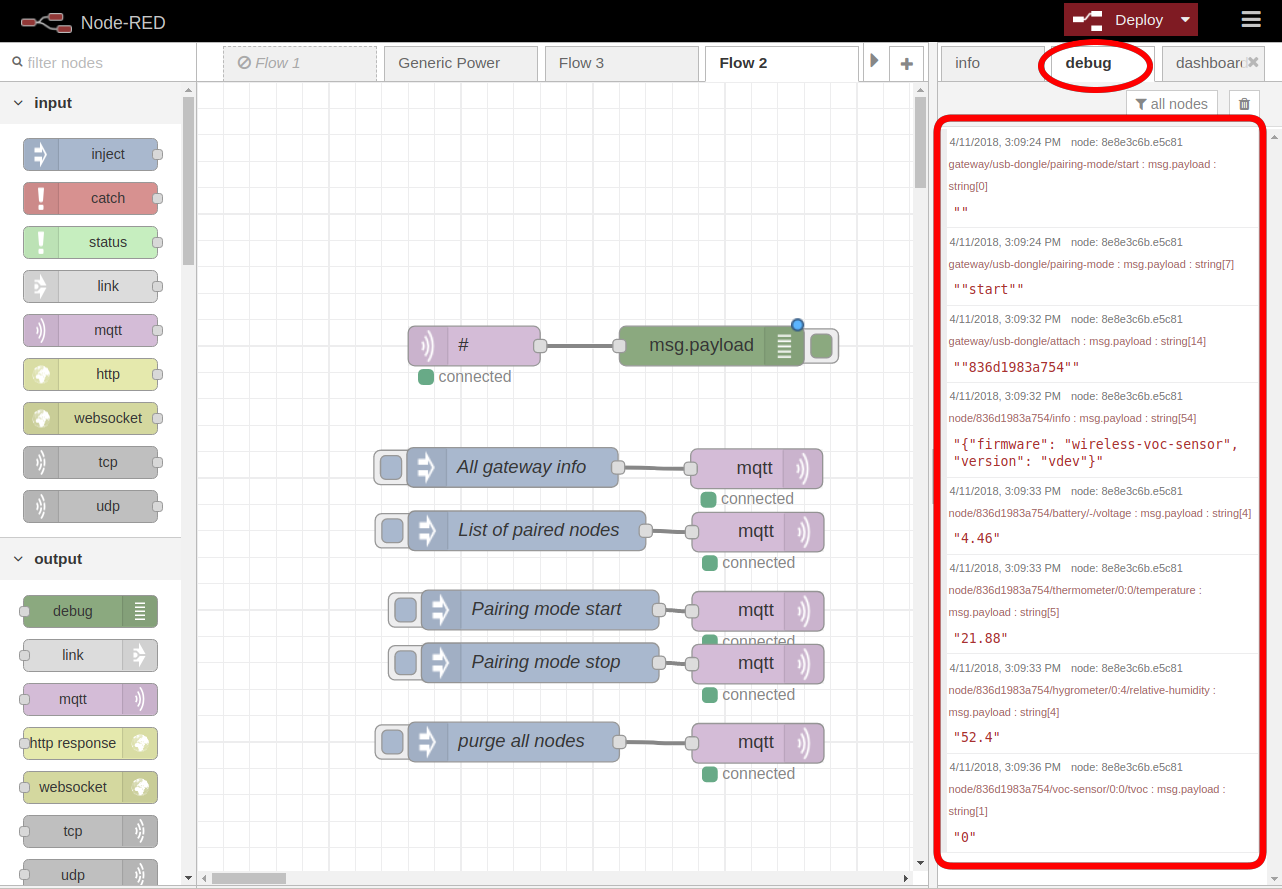 Node-RED
Deploy
filter nodes
Flow 1
Generic Power
Flow 3
Flow 2
info
debug
dashboard
all nodes
input
inject
catch
status
link
mqtt
http
websocket
tcp
udp
output
debug
link
mqtt
http response
websocket
tcp
udp
#
msg.payload
connected
All gateway info
mqtt
connected
List of paired nodes
mqtt
connected
Pairing mode start
mqtt
connected
Pairing mode stop
mqtt
connected
purge all nodes
mqtt
connected
4/11/2018, 3:09:24 PM node: 8e8e3c6b.e5c81
gateway/usb-dongle/pairing-mode/start : msg.payload :
string[0]
""
4/11/2018, 3:09:24 PM node: 8e8e3c6b.e5c81
gateway/usb-dongle/pairing-mode : msg.payload : string[7]
""start""
4/11/2018, 3:09:32 PM node: 8e8e3c6b.e5c81
gateway/usb-dongle/attach : msg.payload : string[14]
""836d1983a754""
4/11/2018, 3:09:32 PM node: 8e8e3c6b.e5c81
node/836d1983a754/info : msg.payload : string[54]
"{"firmware": "wireless-voc-sensor",
"version": "vdev"}"
4/11/2018, 3:09:33 PM node: 8e8e3c6b.e5c81
node/836d1983a754/battery/-/voltage : msg.payload : string[4]
"4.46"
4/11/2018, 3:09:33 PM node: 8e8e3c6b.e5c81
node/836d1983a754/thermometer/0:0/temperature :
msg.payload : string[5]
"21.88"
4/11/2018, 3:09:33 PM node: 8e8e3c6b.e5c81
node/836d1983a754/hygrometer/0:4/relative-humidity :
msg.payload : string[4]
"52.4"
4/11/2018, 3:09:36 PM node: 8e8e3c6b.e5c81
node/836d1983a754/voc-sensor/0:0/tvoc : msg.payload :
string[1]
"0"